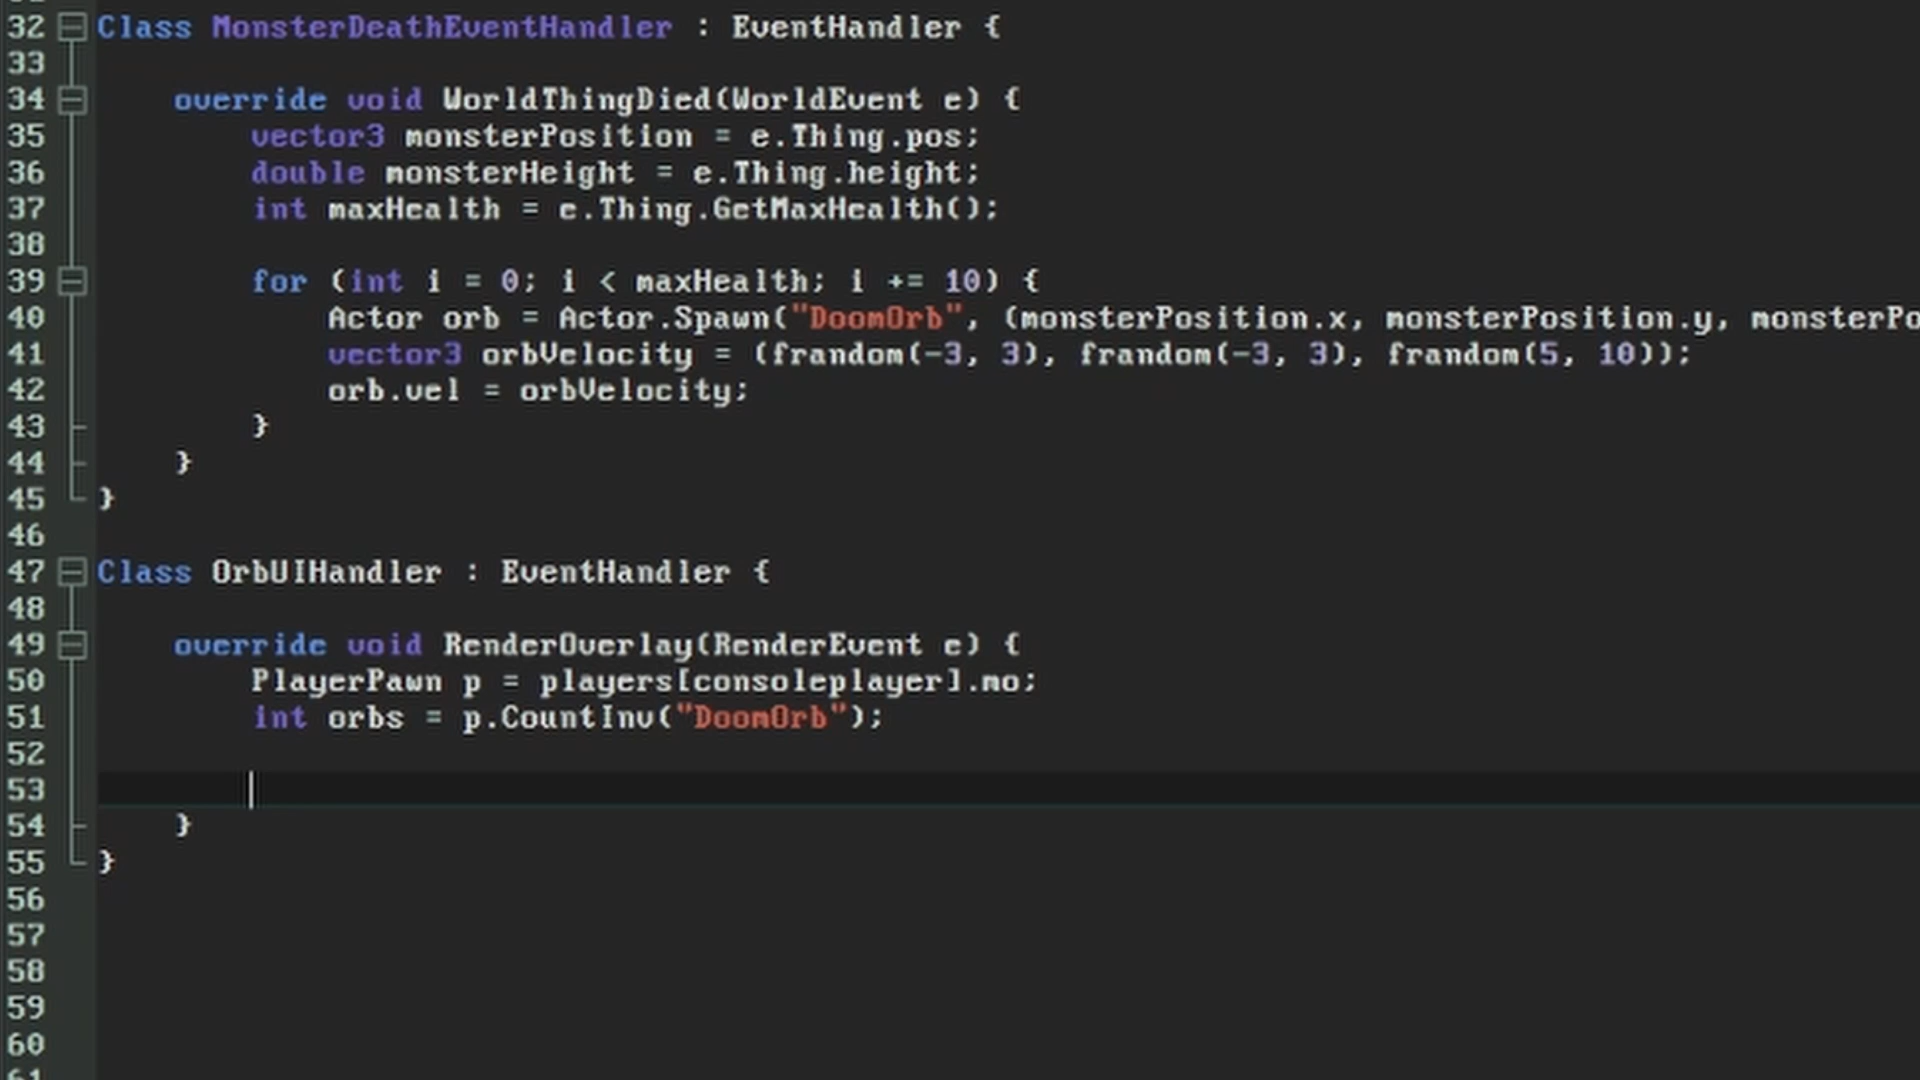 32 Class MonsterDeathEventHandler : EventHandler {
33
34 override void WorldThingDied(WorldEvent e) {
35 vector3 monsterPosition = e.Thing.pos;
36 double monsterHeight = e.Thing.height;
37 int maxHealth = e.Thing.GetMaxHealth();
38
39 for (int i = 0; i < maxHealth; i += 10) {
40 Actor orb = Actor.Spawn("DoomOrb", (monsterPosition.x, monsterPosition.y, monsterPo
41 vector3 orbVelocity = (frandom(-3, 3), frandom(-3, 3), frandom(5, 10));
42 orb.vel = orbVelocity;
43 }
44 }
45 }
46
47 Class OrbUIHandler : EventHandler {
48
49 override void RenderOverlay(RenderEvent e) {
50 PlayerPawn p = players[consoleplayer].mo;
51 int orbs = p.CountInv("DoomOrb");
52
53
54 }
55 }
56
57
58
59
60
61